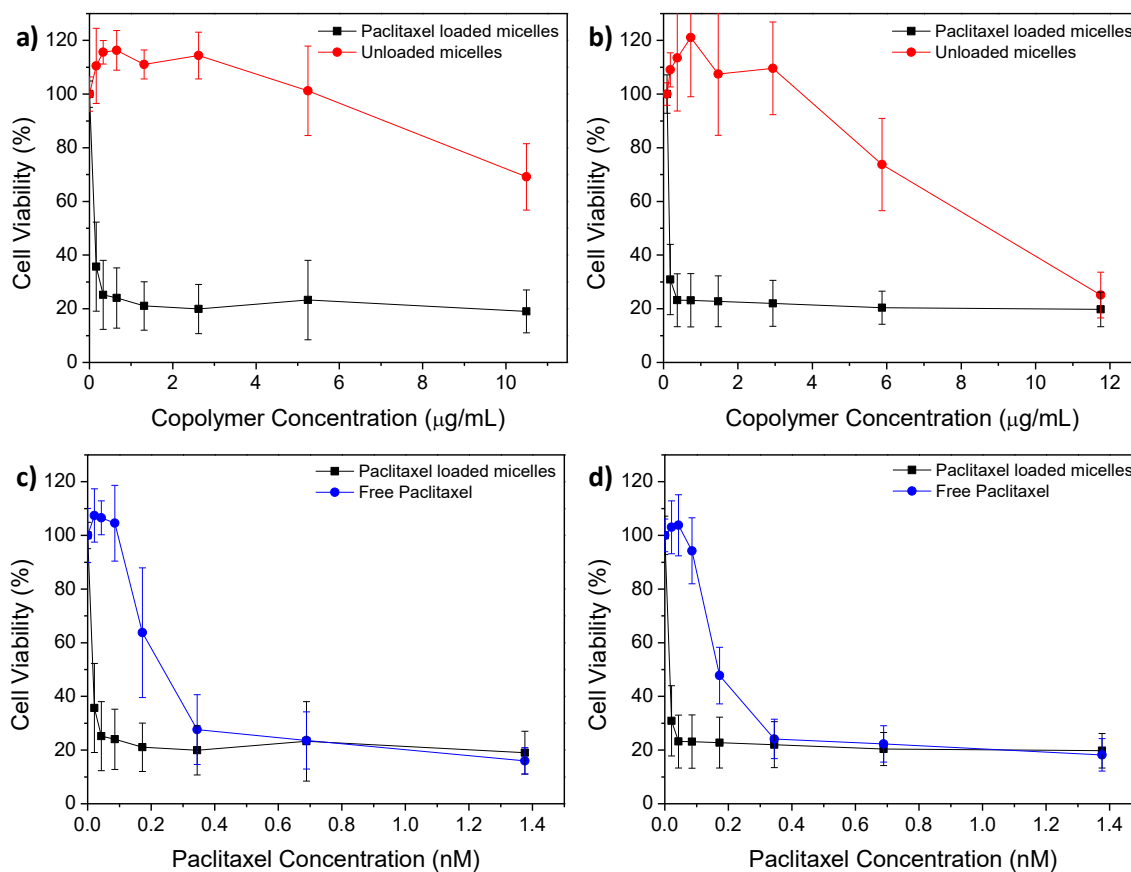 a)
Paclitaxel loaded micelles
Unloaded micelles
120
100
80
60
40
20
0
Cell Viability (%)
0 2 4 6 8 10
Copolymer Concentration (μg/mL)
b)
Paclitaxel loaded micelles
Unloaded micelles
120
100
80
60
40
20
0
Cell Viability (%)
0 2 4 6 8 10 12
Copolymer Concentration (μg/mL)
c)
Paclitaxel loaded micelles
Free Paclitaxel
120
100
80
60
40
20
0
Cell Viability (%)
0.0 0.2 0.4 0.6 0.8 1.0 1.2 1.4
Paclitaxel Concentration (nM)
d)
Paclitaxel loaded micelles
Free Paclitaxel
120
100
80
60
40
20
0
Cell Viability (%)
0.0 0.2 0.4 0.6 0.8 1.0 1.2 1.4
Paclitaxel Concentration (nM)